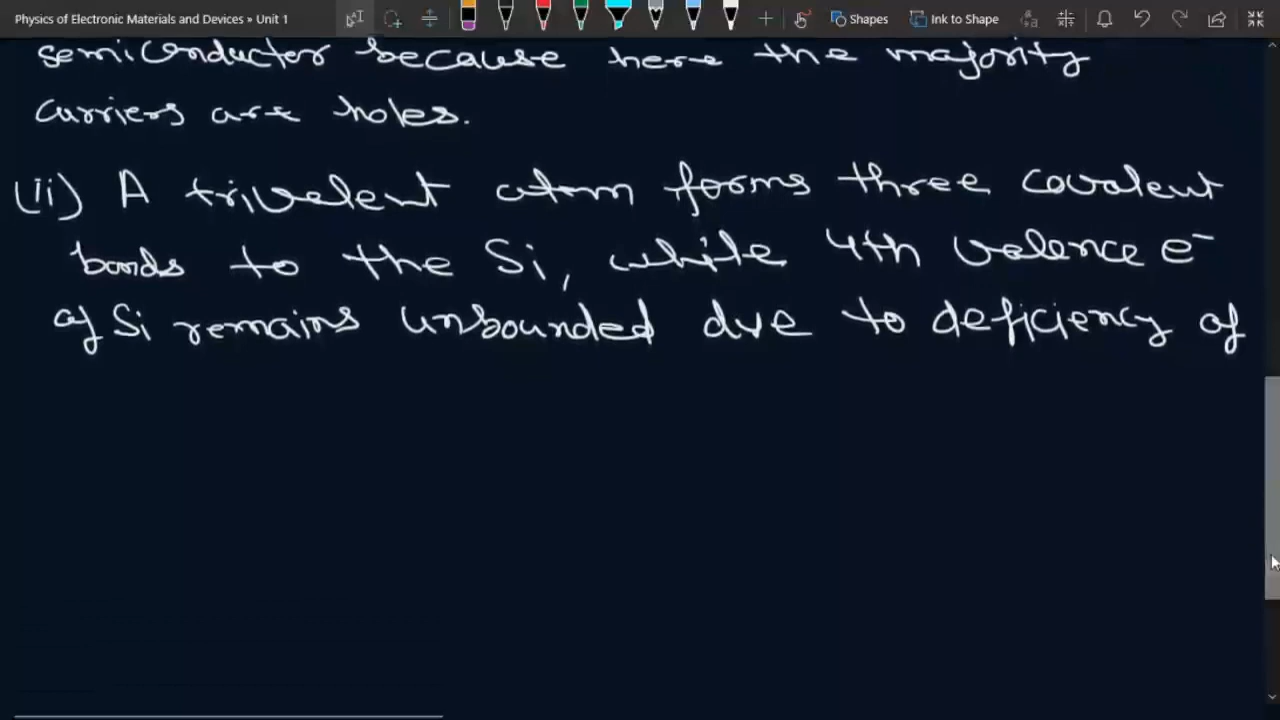 Physics of Electronic Materials and Devices » Unit 1
Shapes
Ink to Shape
semiconductor because here the majority
carriers are holes.
(ii) A trivalent atom forms three covalent
bonds to the Si, while 4th valence e⁻
of Si remains unbounded due to deficiency of